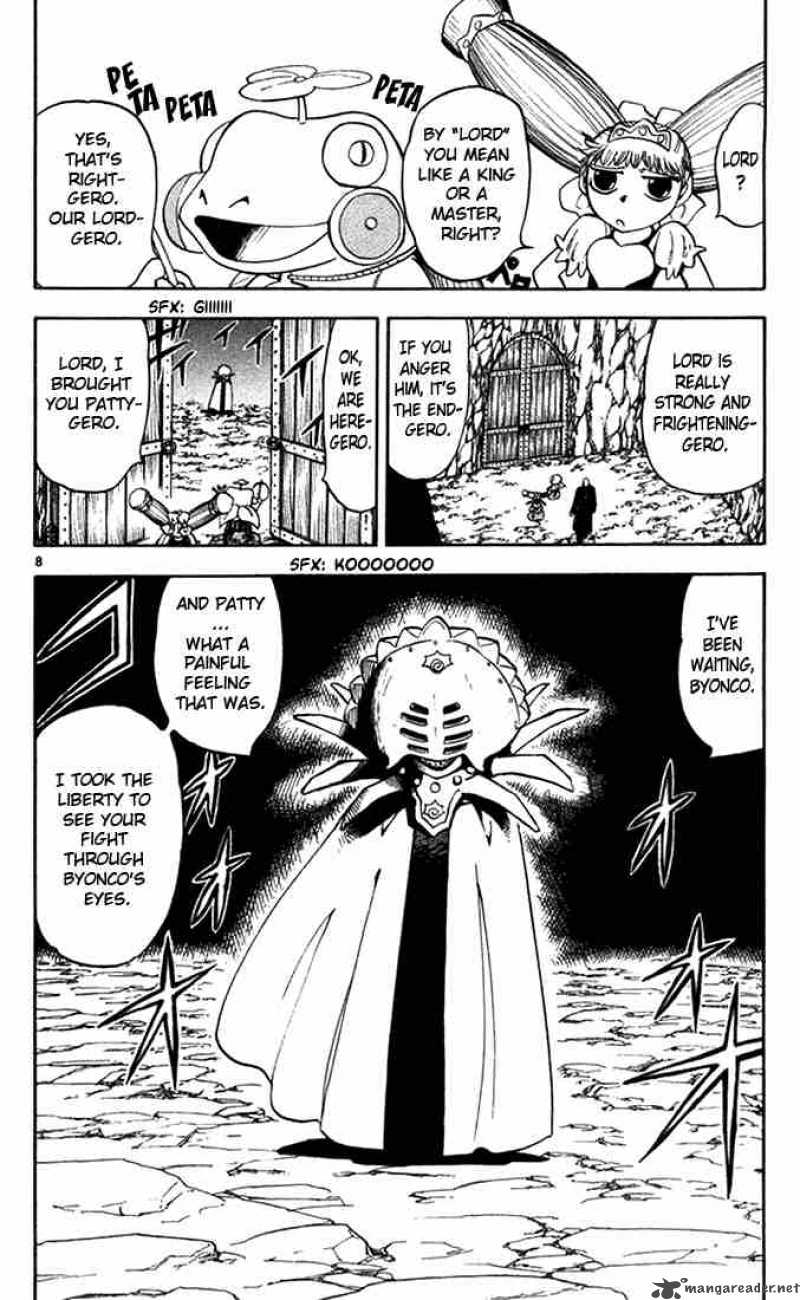 LORD
?
BY "LORD"
YOU MEAN
LIKE A KING
OR A
MASTER,
RIGHT?
PETA
PETA
PE
TA
YES,
THAT'S
RIGHT-
GERO.
OUR LORD-
GERO.
ペロ
LORD IS
REALLY
STRONG AND
FRIGHTENING-
GERO.
IF YOU
ANGER
HIM, IT'S
THE END-
GERO.
SFX: GIIIIIII
OK,
WE
ARE
HERE-
GERO.
LORD, I
BROUGHT
YOU PATTY-
GERO.
8
SFX: KOOOOOOO
I'VE
BEEN
WAITING,
BYONCO.
AND PATTY
...
WHAT A
PAINFUL
FEELING
THAT WAS.
I TOOK THE
LIBERTY TO
SEE YOUR
FIGHT
THROUGH
BYONCO'S
EYES.
mangareader.net